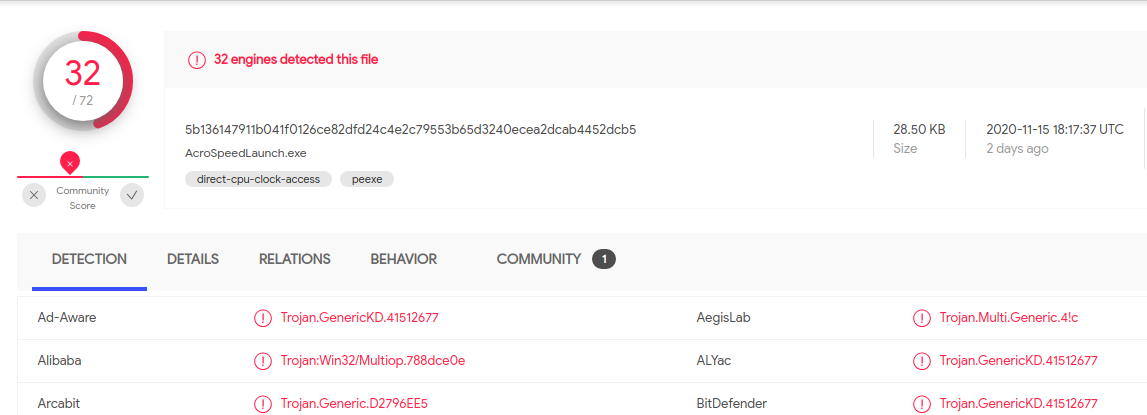 32
/ 72
Community
Score
32 engines detected this file
5b136147911b041f0126ce82dfd24c4e2c79553b65d3240ecea2dcab4452dcb5
AcroSpeedLaunch.exe
direct-cpu-clock-access peexe
28.50 KB
Size
2020-11-15 18:17:37 UTC
2 days ago
DETECTION DETAILS RELATIONS BEHAVIOR COMMUNITY 1
Ad-Aware Trojan.GenericKD.41512677 AegisLab Trojan.Multi.Generic.4!c
Alibaba Trojan:Win32/Multiop.788dce0e ALYac Trojan.GenericKD.41512677
Arcabit Trojan.Generic.D2796EE5 BitDefender Trojan.GenericKD.41512677